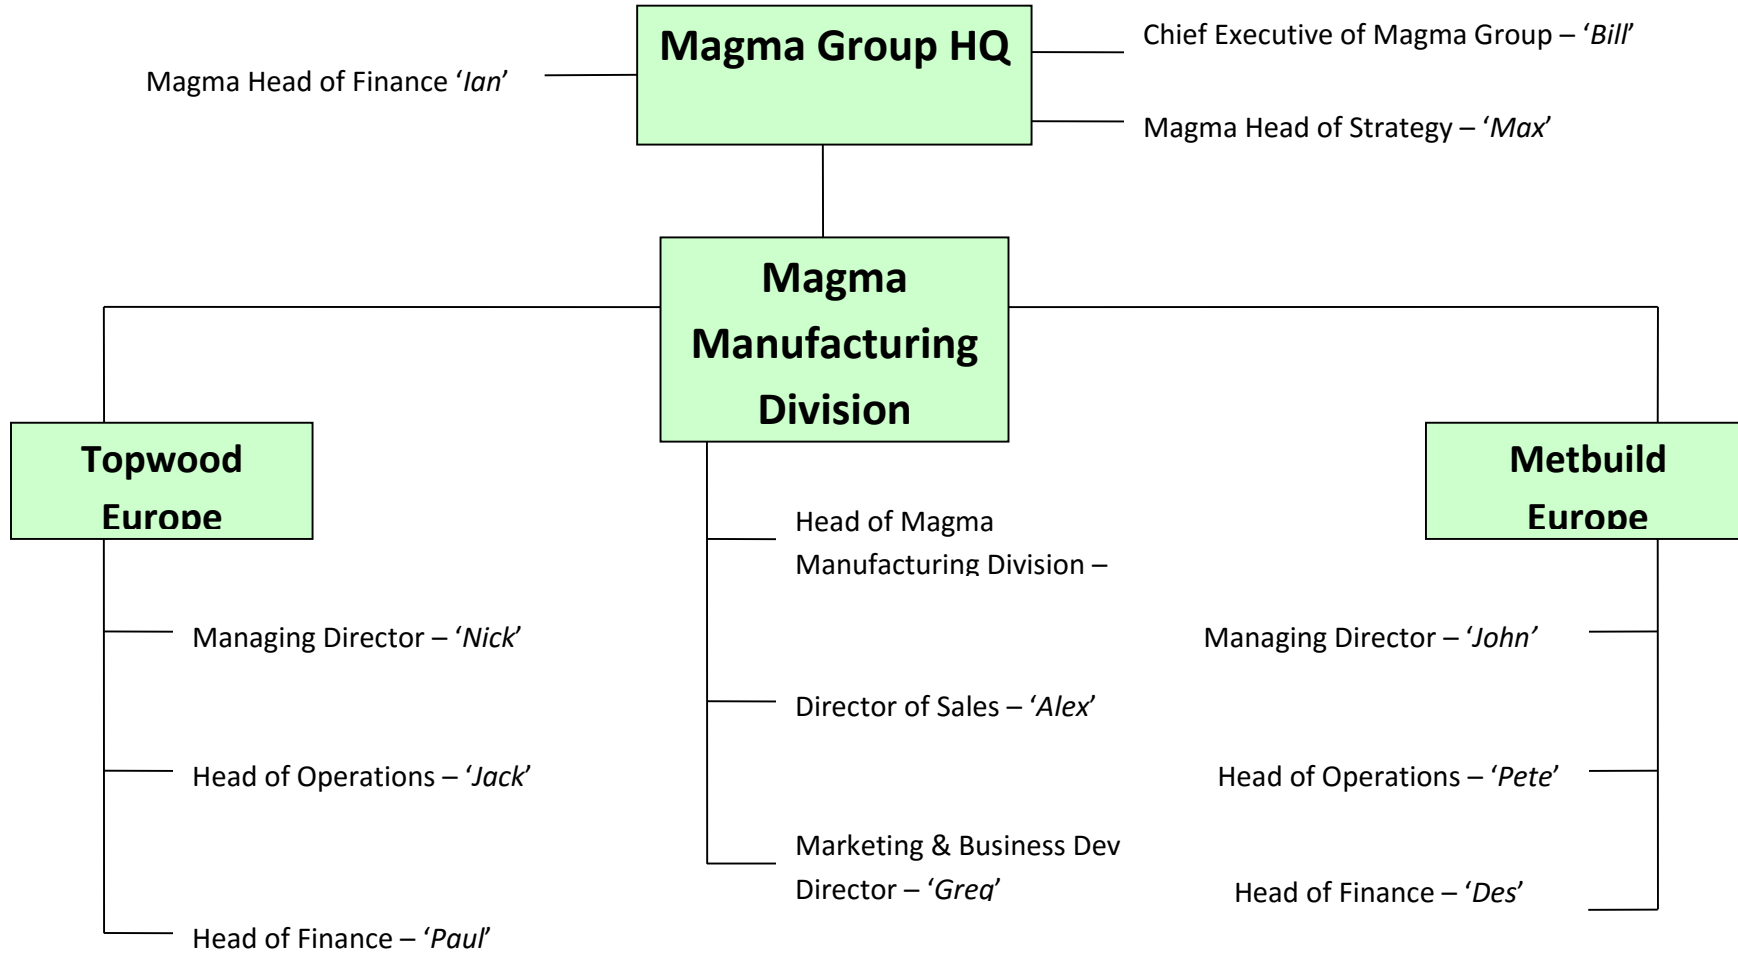 Magma Group HQ
Chief Executive of Magma Group – ‘Bill’
Magma Head of Finance ‘Ian’
Magma Head of Strategy – ‘Max’
Magma
Manufacturing
Division
Topwood
Europe
Metbuild
Europe
Head of Magma
Manufacturing Division –
Managing Director – ‘Nick’
Managing Director – ‘John’
Director of Sales – ‘Alex’
Head of Operations – ‘Jack’
Head of Operations – ‘Pete’
Marketing & Business Dev
Director – ‘Greg’
Head of Finance – ‘Des’
Head of Finance – ‘Paul’